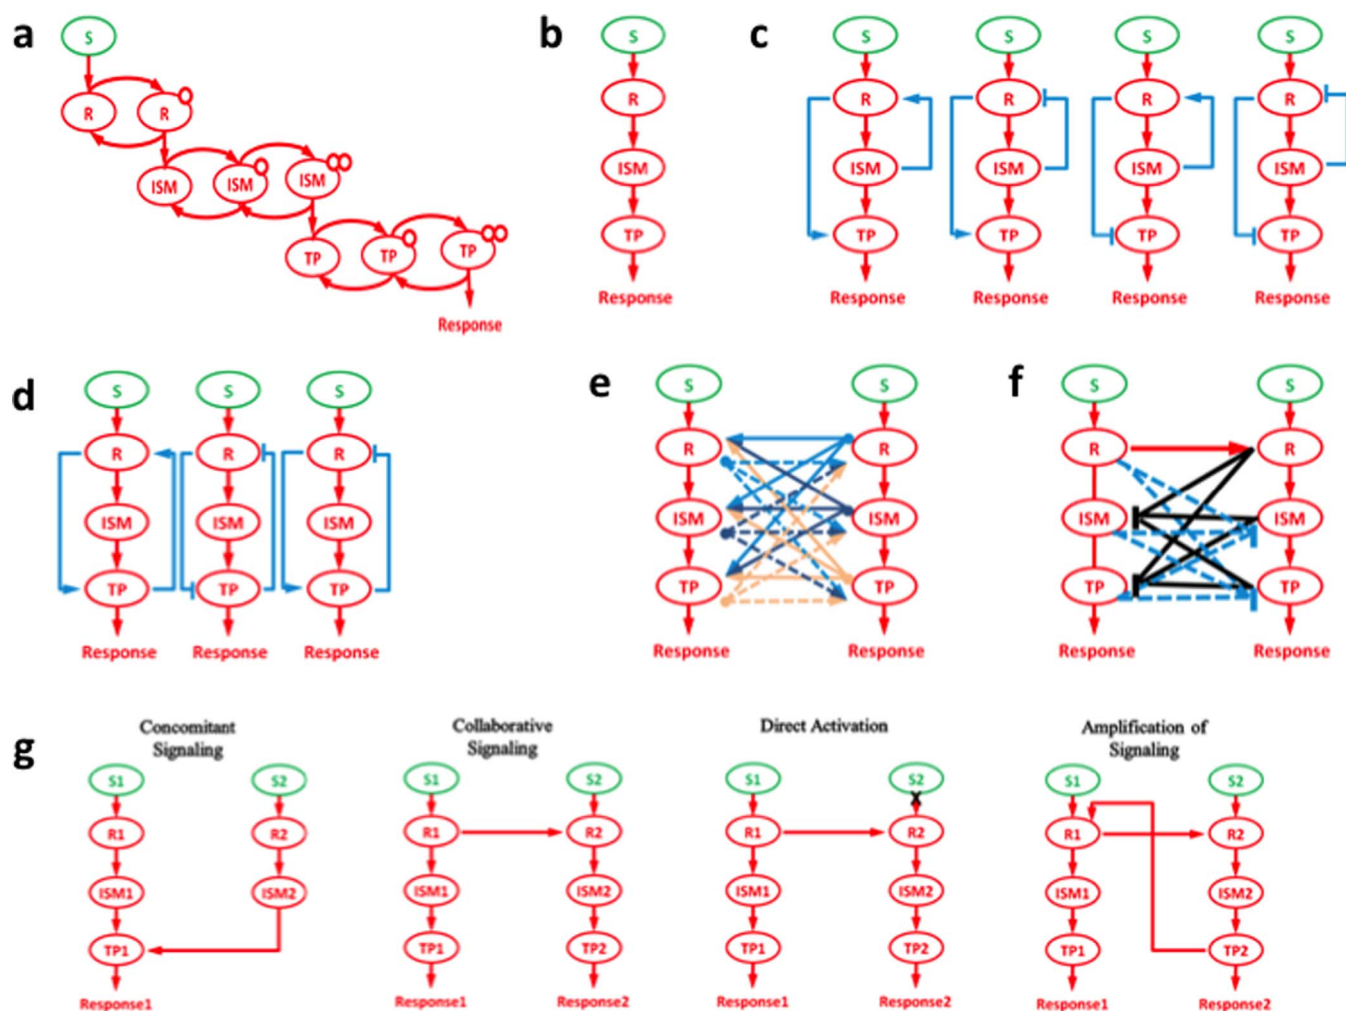 a
S
R
R
ISM
ISM
ISM
TP
TP
TP
Response
b
S
R
ISM
TP
Response
c
S
S
S
S
R
R
R
R
ISM
ISM
ISM
ISM
TP
TP
TP
TP
Response
Response
Response
Response
d
S
S
S
R
R
R
ISM
ISM
ISM
TP
TP
TP
Response
Response
Response
e
S
S
R
R
ISM
ISM
TP
TP
Response
Response
f
S
S
R
R
ISM
ISM
TP
TP
Response
Response
g
Concomitant
Signaling
S1
S2
R1
R2
ISM1
ISM2
TP1
Response1
Collaborative
Signaling
S1
S2
R1
R2
ISM1
ISM2
TP1
TP2
Response1
Response2
Direct Activation
S1
S2
X
R1
R2
ISM1
ISM2
TP1
TP2
Response1
Response2
Amplification of
Signaling
S1
S2
R1
R2
ISM1
ISM2
TP1
TP2
Response1
Response2